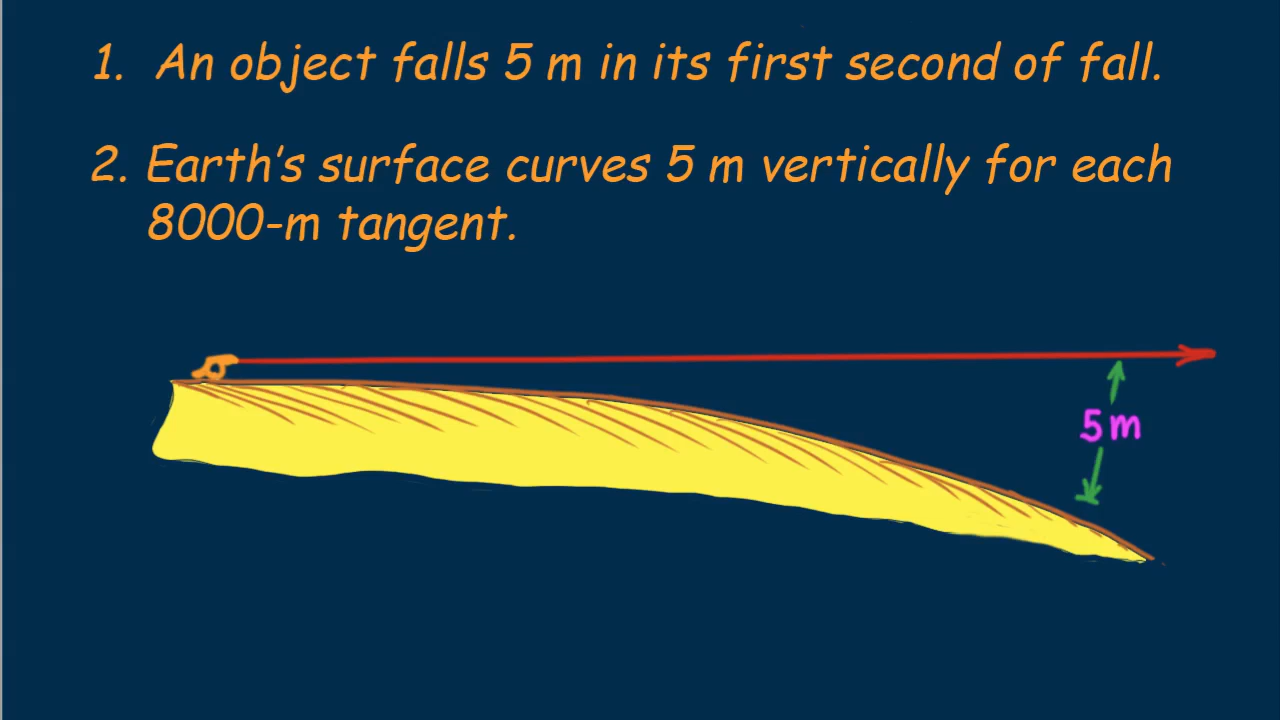 1. An object falls 5 m in its first second of fall.
2. Earth's surface curves 5 m vertically for each
8000-m tangent.
5 m